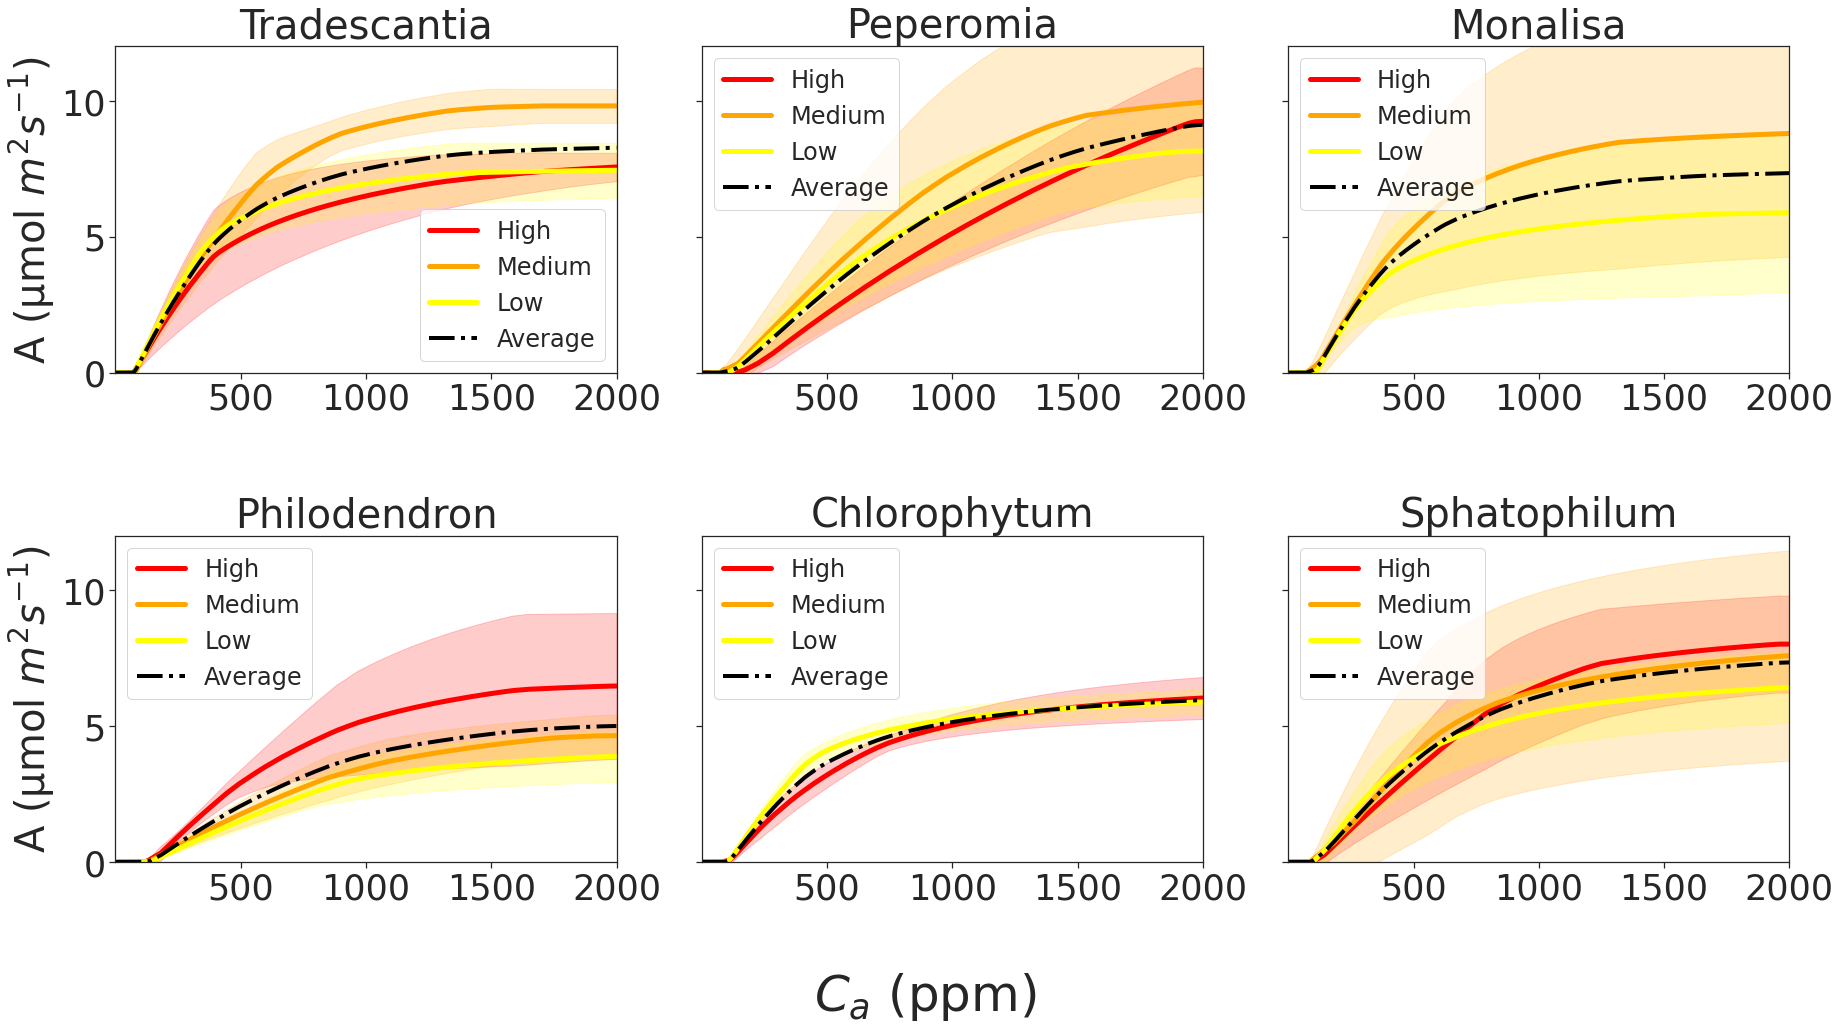 Tradescantia
Peperomia
Monalisa
A (µmol m²s⁻¹)
10
5
0
High
Medium
Low
Average
500 1000 1500 2000
High
Medium
Low
Average
500 1000 1500 2000
High
Medium
Low
Average
500 1000 1500 2000
Philodendron
Chlorophytum
Sphatophilum
A (µmol m²s⁻¹)
10
5
0
High
Medium
Low
Average
500 1000 1500 2000
High
Medium
Low
Average
500 1000 1500 2000
High
Medium
Low
Average
500 1000 1500 2000
Cₐ (ppm)